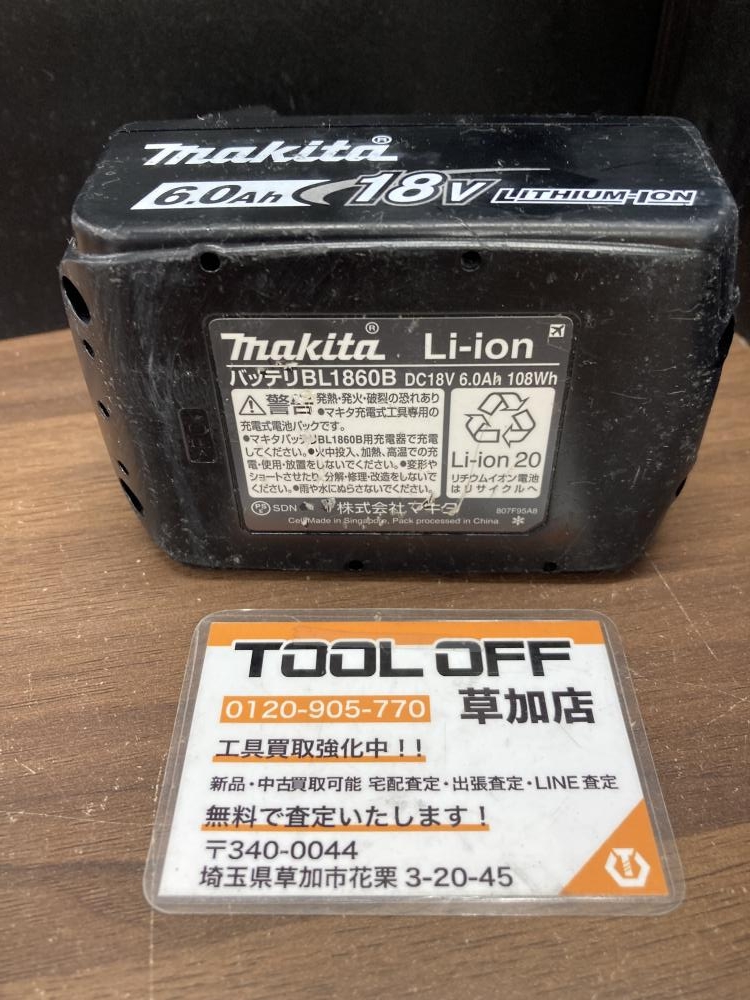 makita®
6.0Ah 18V LITHIUM-ION
makita® Li-ion
バッテリBL1860B DC18V 6.0Ah 108Wh
警告 発熱・発火・破裂の恐れあり
●マキタ充電式工具専用の
充電式電池パックです。
●マキタバッテリBL1860B用充電器で充電
してください。●火中投入、加熱、高温での充
電・使用・放置をしないでください。●変形や
ショートさせたり、分解・修理・改造をしないで
ください。●雨や水にぬらさないでください。
Li-ion 20
リチウムイオン電池
はリサイクルへ
PS E SDN 株式会社マキタ 807F95A8
Cell Made in Singapore, Pack processed in China
TOOL OFF
0120-905-770 草加店
工具買取強化中!!
新品・中古買取可能 宅配査定・出張査定・LINE査定
無料で査定いたします!
〒340-0044
埼玉県草加市花栗 3-20-45